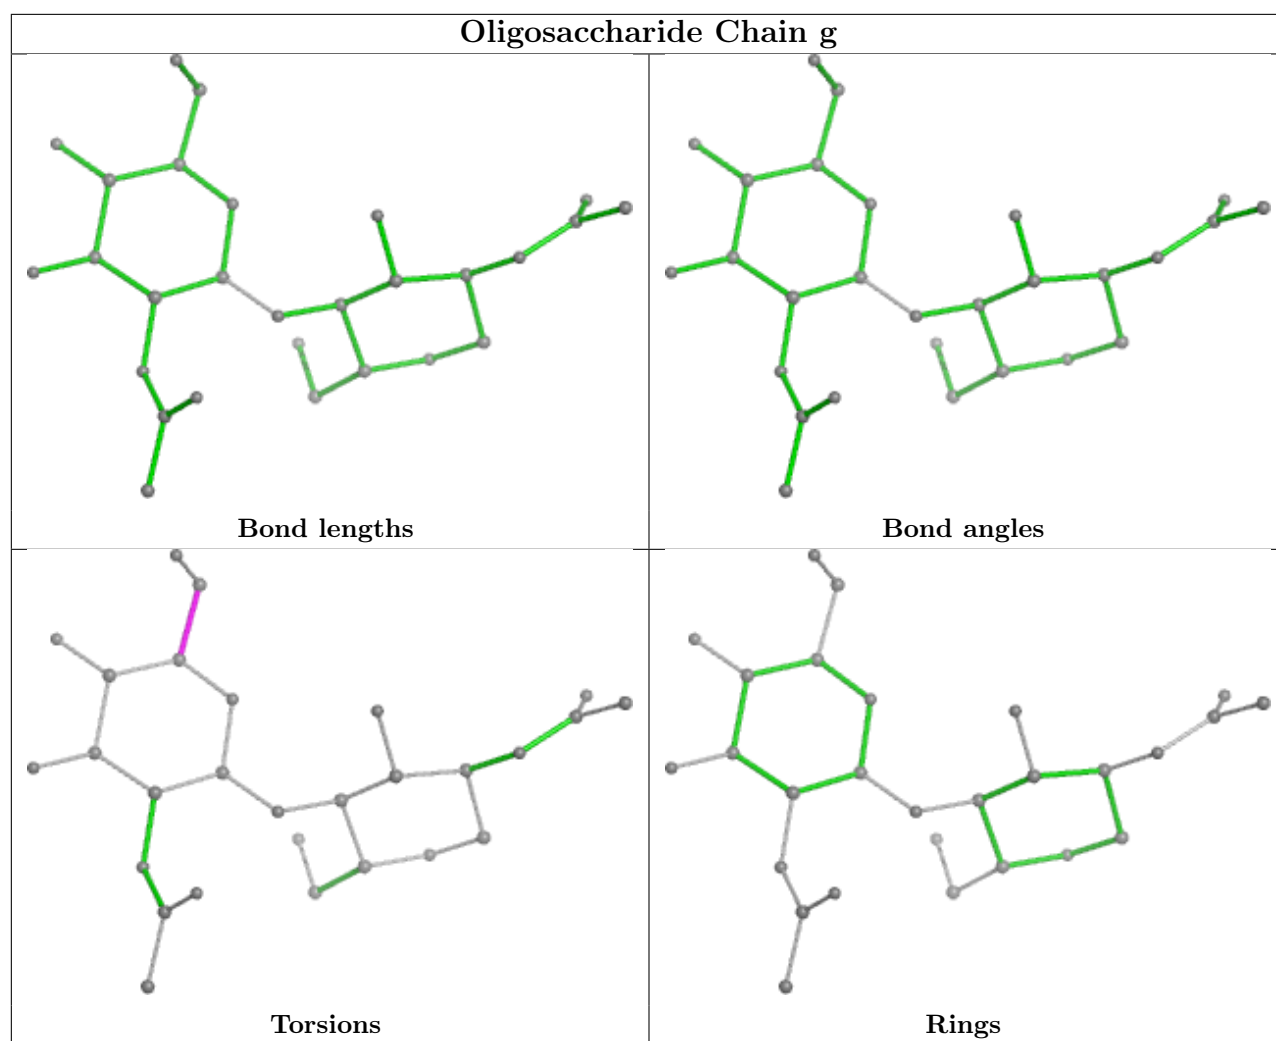 Oligosaccharide Chain g
Bond lengths
Bond angles
Torsions
Rings